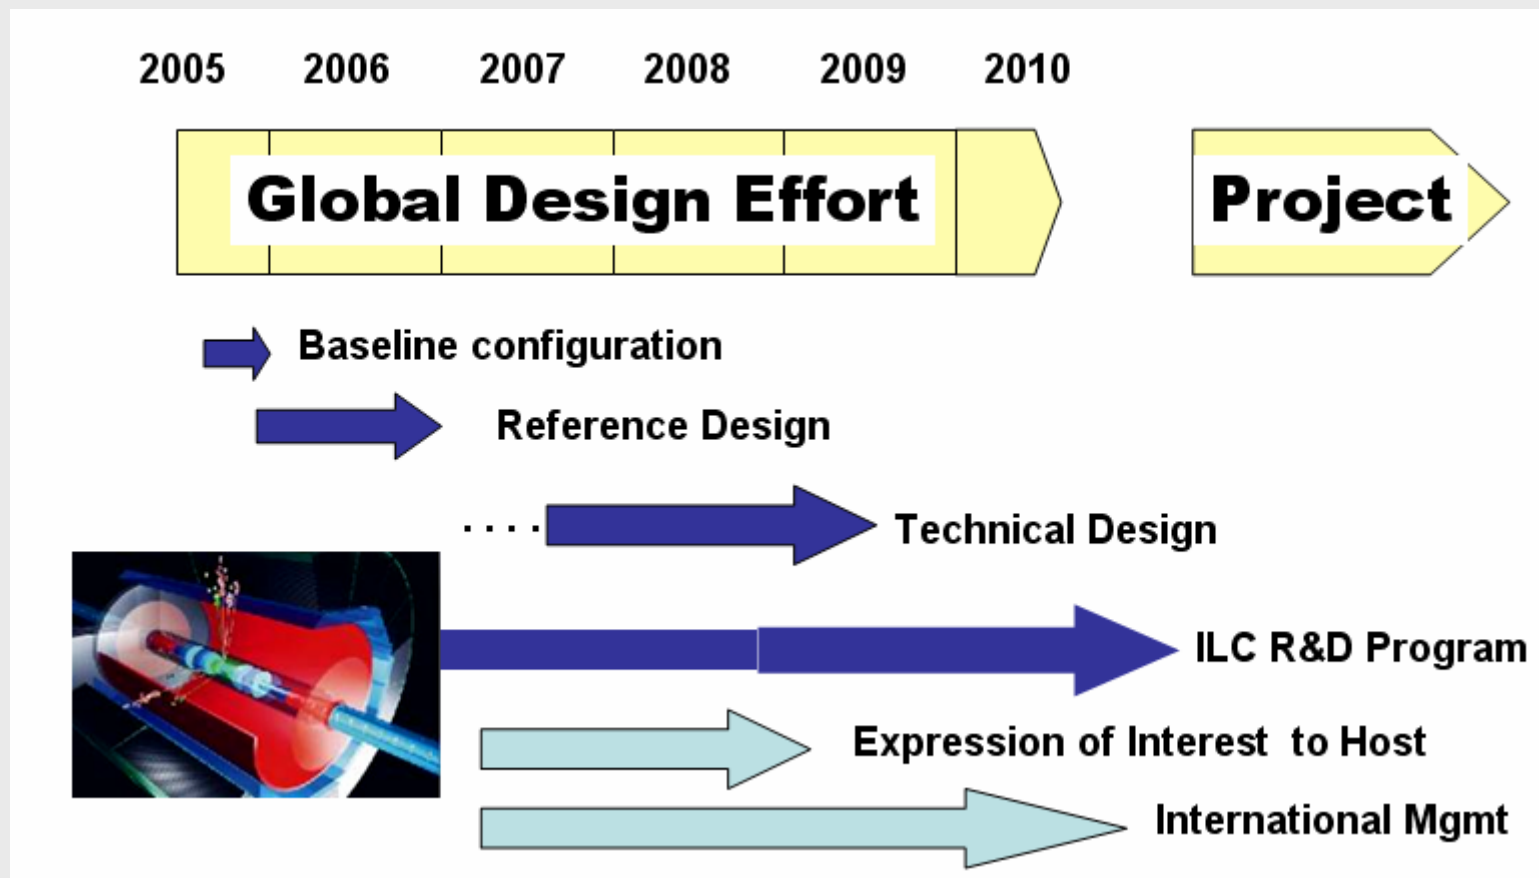 2005 2006 2007 2008 2009 2010
Global Design Effort Project
Baseline configuration
Reference Design
Technical Design
ILC R&D Program
Expression of Interest to Host
International Mgmt